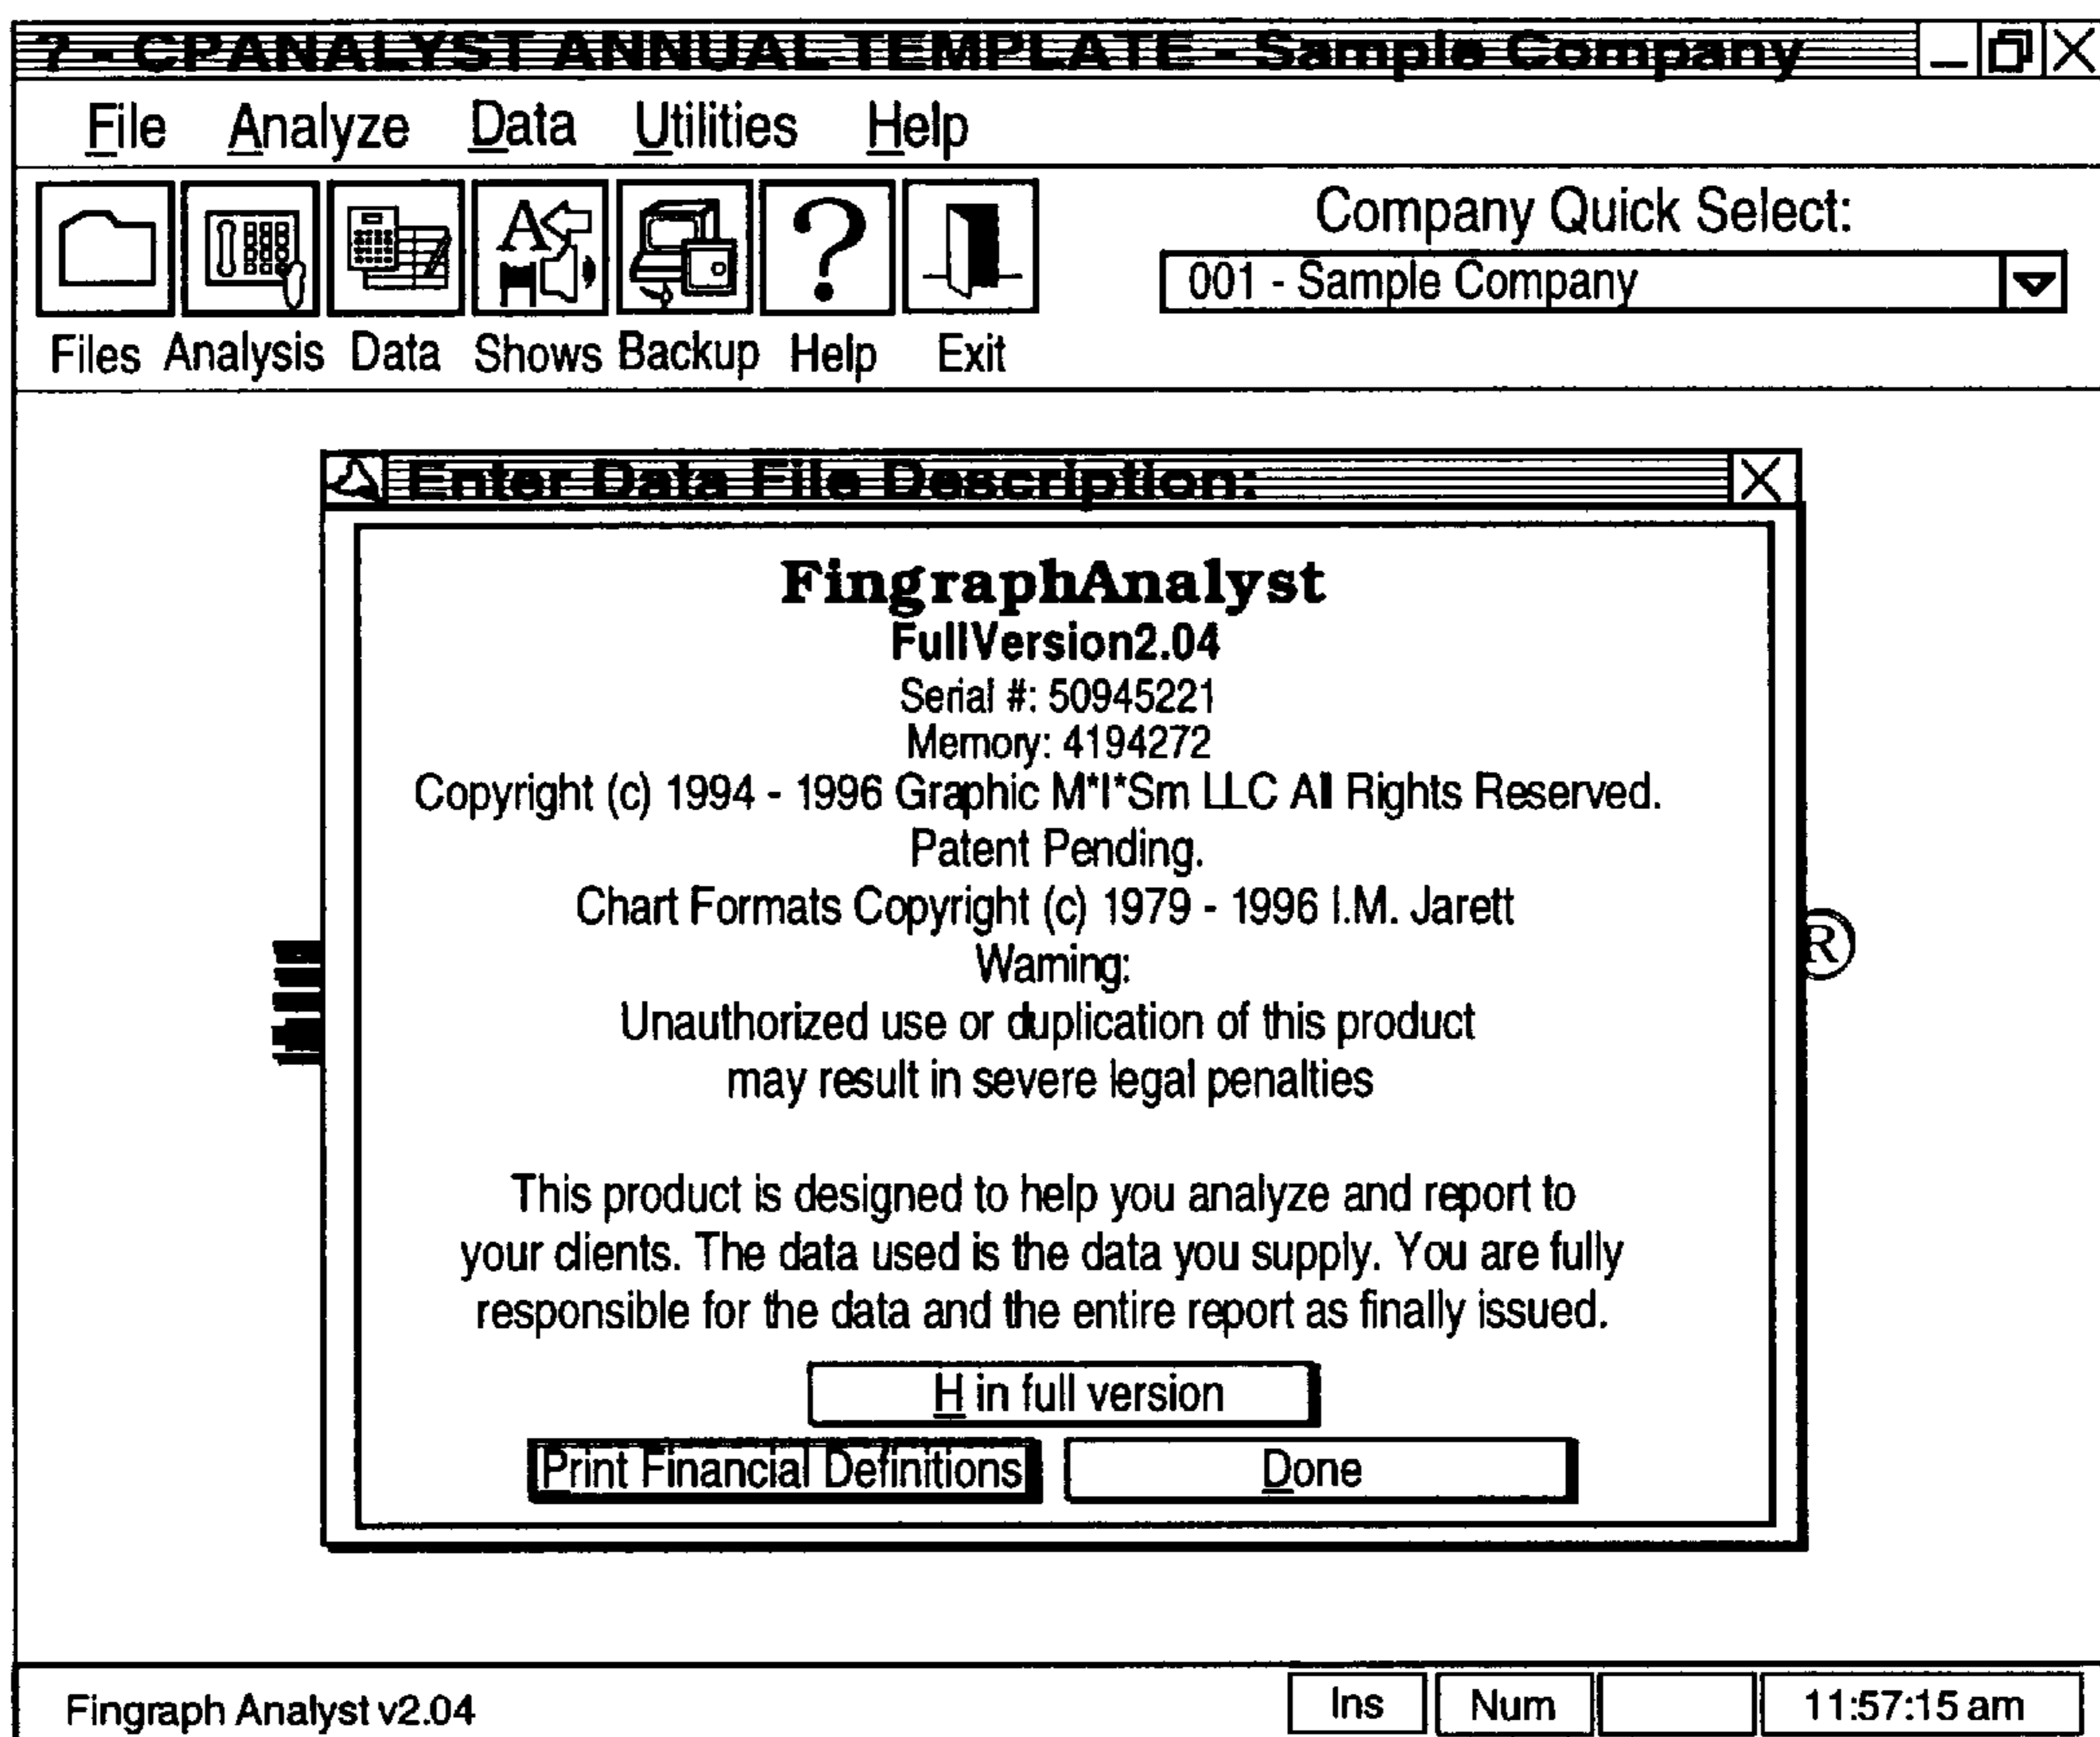 ? - CPANALYST ANNUAL TEMPLATE - Sample Company
File Analyze Data Utilities Help
Company Quick Select:
001 - Sample Company
Files Analysis Data Shows Backup Help Exit
Enter Data File Description:
FingraphAnalyst
FullVersion2.04
Serial #: 50945221
Memory: 4194272
Copyright (c) 1994 - 1996 Graphic M*I*Sm LLC All Rights Reserved.
Patent Pending.
Chart Formats Copyright (c) 1979 - 1996 I.M. Jarett
Warning:
Unauthorized use or duplication of this product
may result in severe legal penalties
This product is designed to help you analyze and report to
your clients. The data used is the data you supply. You are fully
responsible for the data and the entire report as finally issued.
H in full version
Print Financial Definitions Done
®
Fingraph Analyst v2.04 Ins Num 11:57:15 am